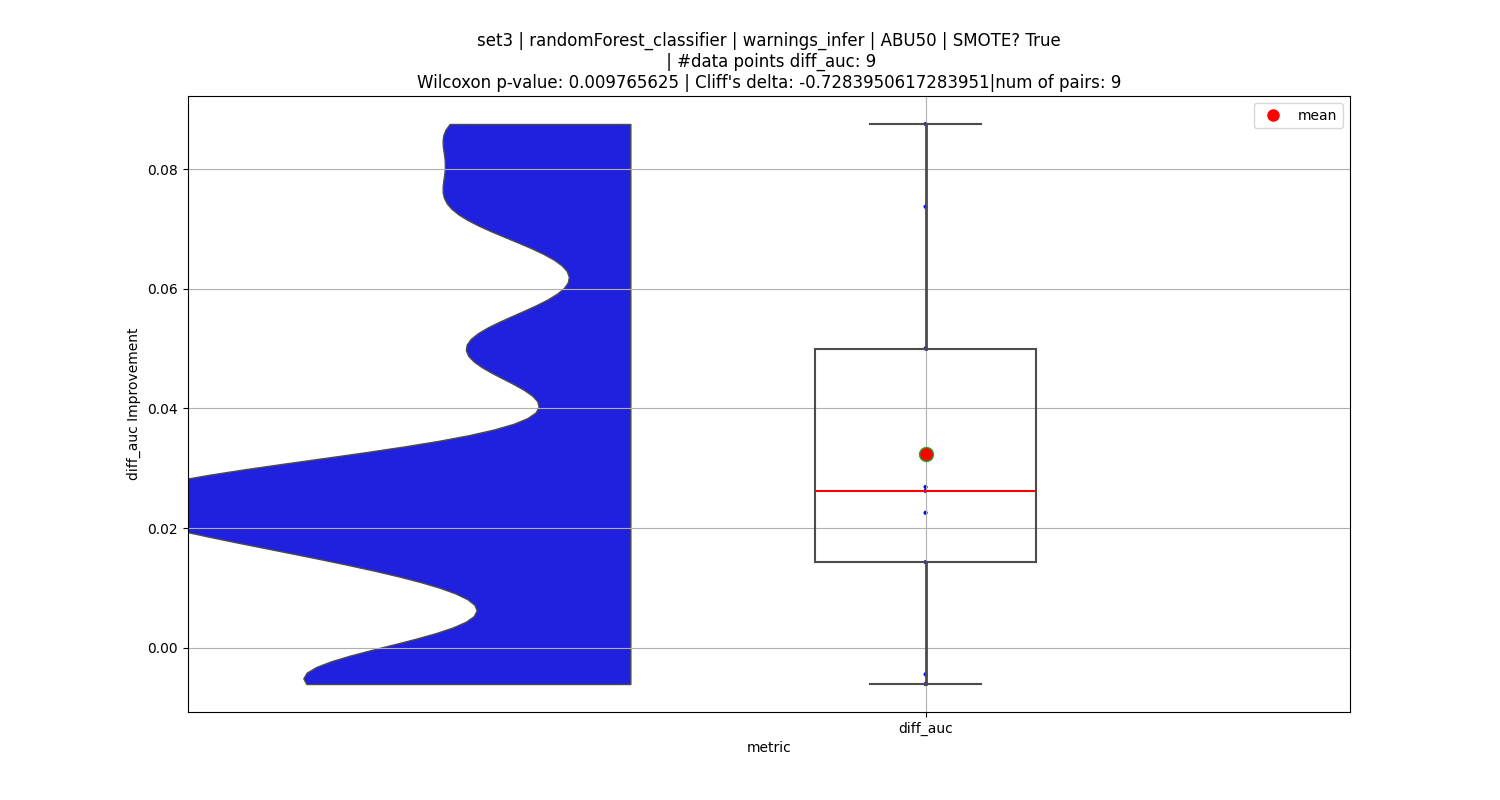 set3 | randomForest_classifier | warnings_infer | ABU50 | SMOTE? True
| #data points diff_auc: 9
Wilcoxon p-value: 0.009765625 | Cliff's delta: -0.7283950617283951|num of pairs: 9
mean
0.08
0.06
0.04
0.02
0.00
diff_auc Improvement
diff_auc
metric